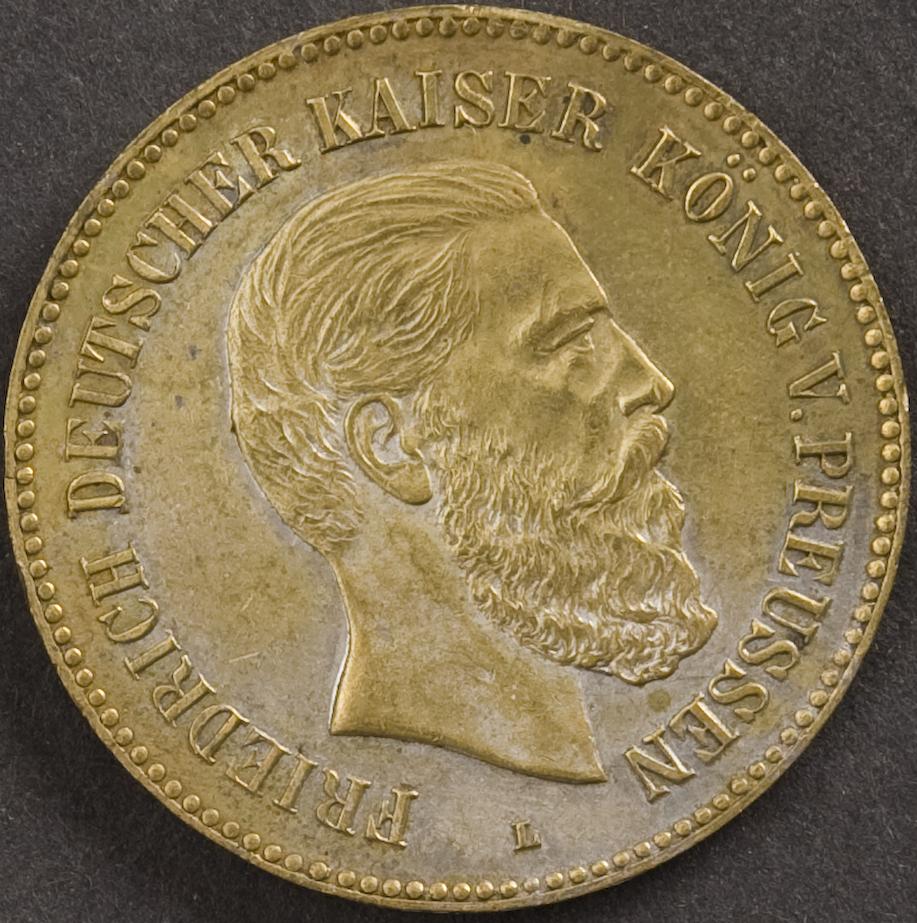 FRIEDRICH DEUTSCHER KAISER KÖNIG V. PREUSSEN
L